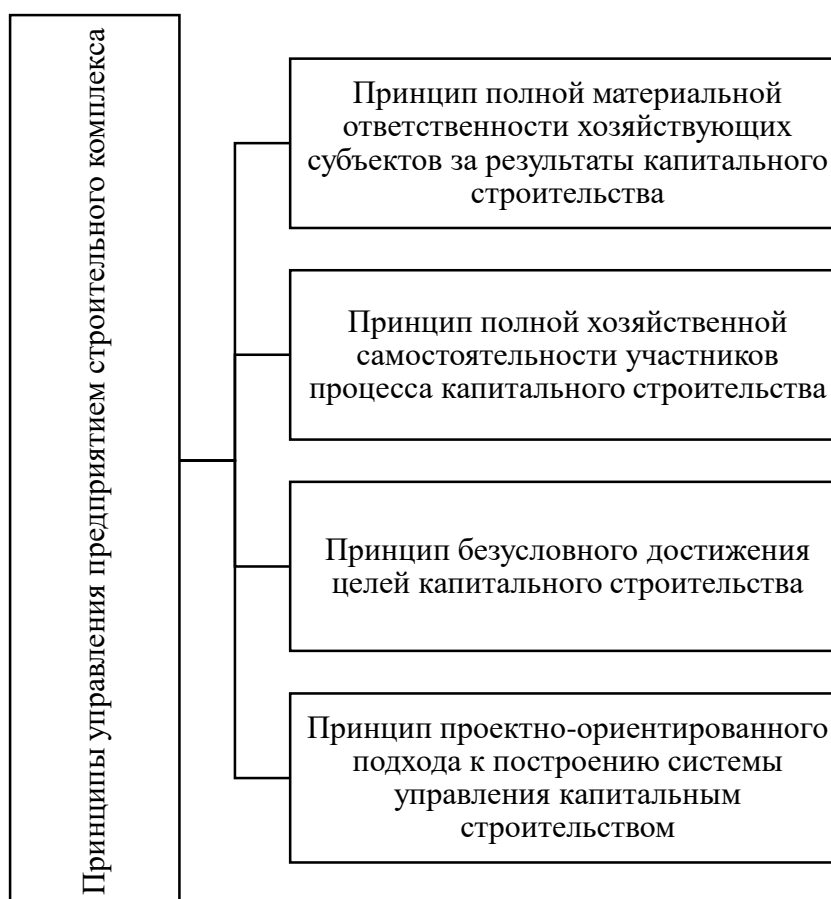 Принципы управления предприятием строительного комплекса
Принцип полной материальной
ответственности хозяйствующих
субъектов за результаты капитального
строительства
Принцип полной хозяйственной
самостоятельности участников
процесса капитального строительства
Принцип безусловного достижения
целей капитального строительства
Принцип проектно-ориентированного
подхода к построению системы
управления капитальным
строительством